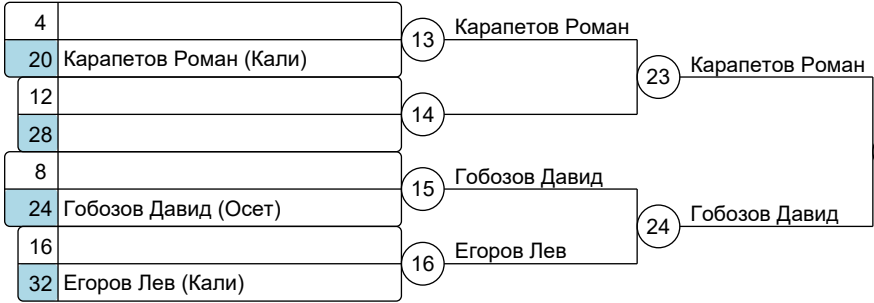 4
20 Карапетов Роман (Кали)
12
28
8
24 Гобозов Давид (Осет)
16
32 Егоров Лев (Кали)
13 Карапетов Роман
14
15 Гобозов Давид
16 Егоров Лев
23 Карапетов Роман
24 Гобозов Давид